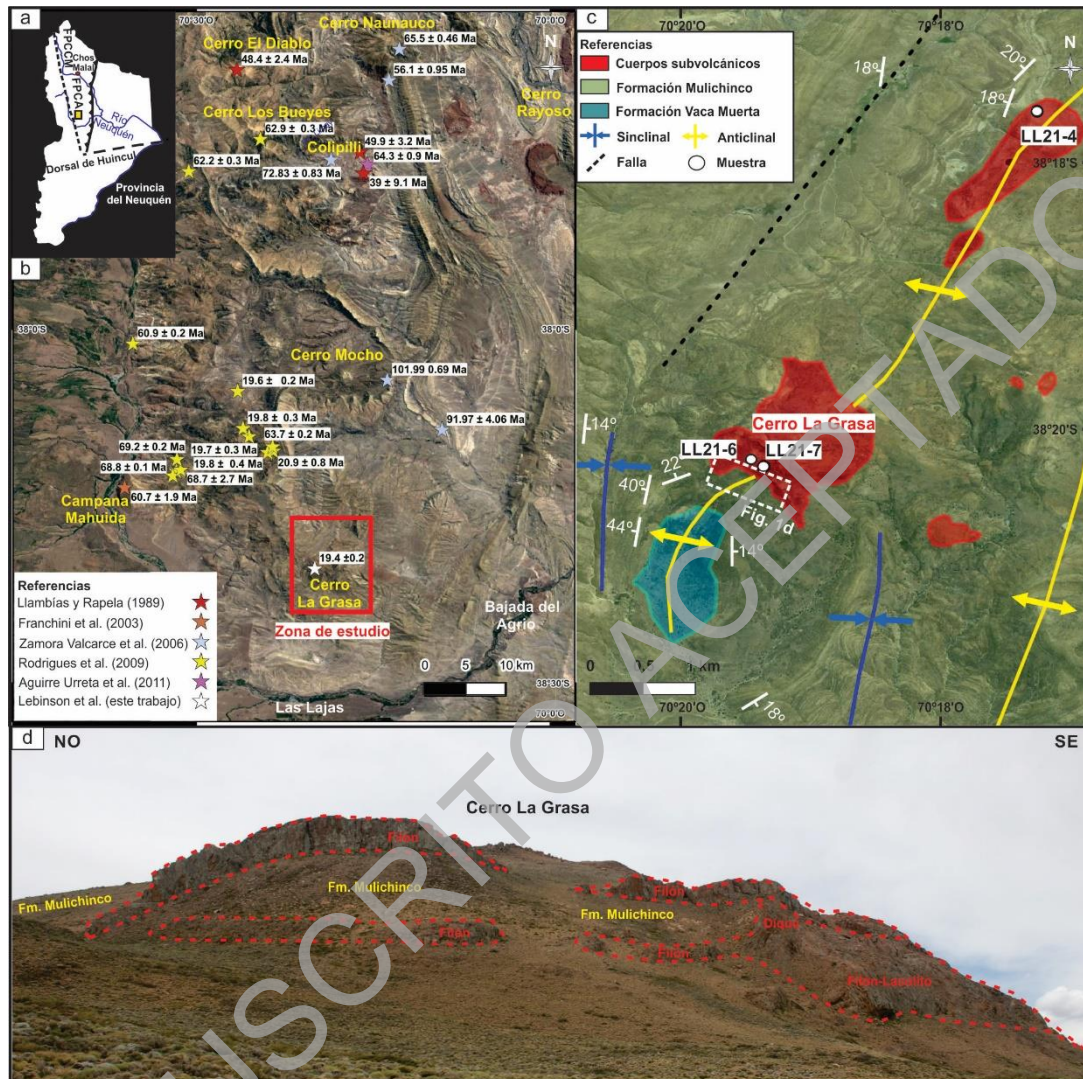 a
FPCCM
Chos Malal
FPCA
Río Neuquén
Dorsal de Huincul
Provincia del Neuquén
b
70°30'O
70°0'O
N
Cerro Naunauco
65.5 ± 0.46 Ma
Cerro El Diablo
48.4 ± 2.4 Ma
56.1 ± 0.95 Ma
Cerro Rayoso
Cerro Los Bueyes
62.9 ± 0.3 Ma
Colipilli
49.9 ± 3.2 Ma
64.3 ± 0.9 Ma
62.2 ± 0.3 Ma
72.83 ± 0.83 Ma
39 ± 9.1 Ma
38°0'S
38°0'S
60.9 ± 0.2 Ma
Cerro Mocho
101.99 0.69 Ma
19.6 ± 0.2 Ma
19.8 ± 0.3 Ma
91.97 ± 4.06 Ma
69.2 ± 0.2 Ma
19.7 ± 0.3 Ma
63.7 ± 0.2 Ma
68.8 ± 0.1 Ma
19.8 ± 0.4 Ma
20.9 ± 0.8 Ma
68.7 ± 2.7 Ma
60.7 ± 1.9 Ma
Campana Mahuida
19.4 ±0.2
Cerro La Grasa
Zona de estudio
Bajada del Agrio
Las Lajas
0 5 10 km
38°30'S
70°0'O
Referencias
Llambías y Rapela (1989)
Franchini et al. (2003)
Zamora Valcarce et al. (2006)
Rodrigues et al. (2009)
Aguirre Urreta et al. (2011)
Lebinson et al. (este trabajo)
c
70°20'O
70°18'O
N
Referencias
Cuerpos subvolcánicos
Formación Mulichinco
Formación Vaca Muerta
Sinclinal
Anticlinal
Falla
Muestra
18º
20º
18º
LL21-4
38°18'S
38°20'S
Cerro La Grasa
LL21-6
LL21-7
14º
22
40º
44º
14º
Fig. 1d
18º
0 0,5 km
70°20'O
70°18'O
d
NO
SE
Cerro La Grasa
Filón
Fm. Mulichinco
Fm. Mulichinco
Filón
Filón
Fm. Mulichinco
Dique
Filón
Filón-Lacolito
USCRITO ACEPTADO